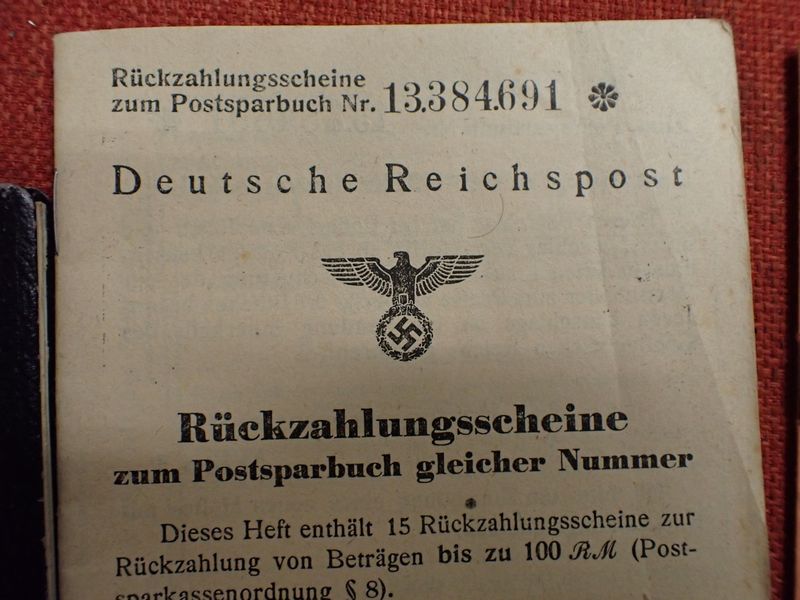 Rückzahlungsscheine
zum Postsparbuch Nr. 13.384.691 *
Deutsche Reichspost
Rückzahlungsscheine
zum Postsparbuch gleicher Nummer
Dieses Heft enthält 15 Rückzahlungsscheine zur
Rückzahlung von Beträgen bis zu 100 RM (Post-
sparkassenordnung § 8).